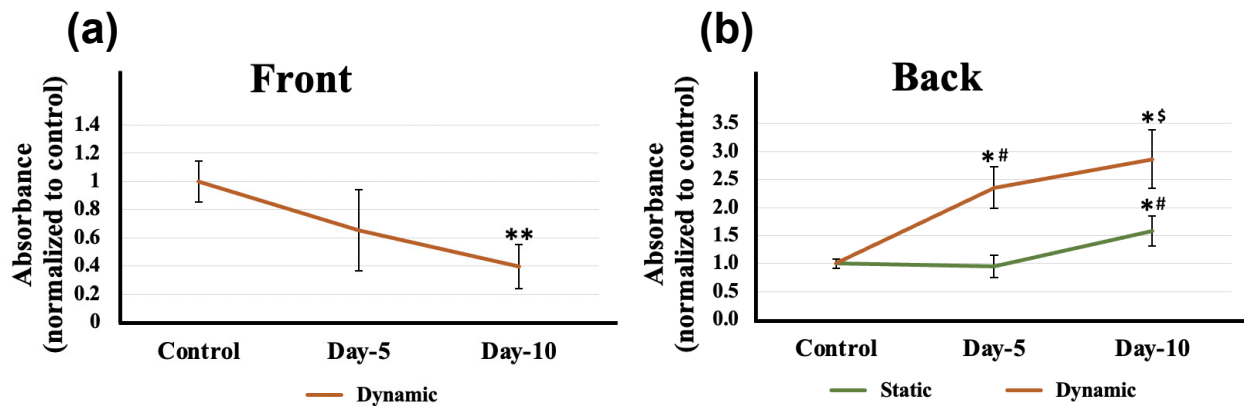 (a)
Front
Absorbance
(normalized to control)
1.4
1.2
1
0.8
0.6
0.4
0.2
0
**
Control Day-5 Day-10
Dynamic
(b)
Back
Absorbance
(normalized to control)
3.5
3.0
2.5
2.0
1.5
1.0
0.5
0.0
*#
*$
*#
Control Day-5 Day-10
Static Dynamic